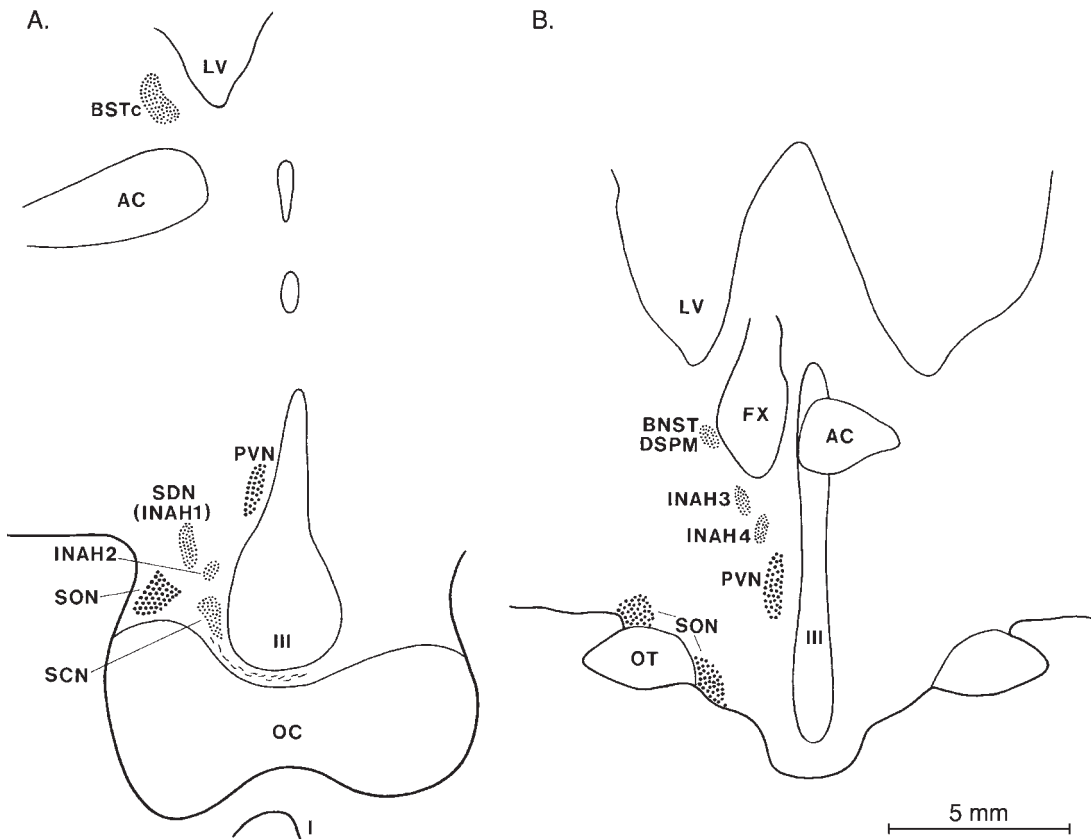 A.
LV
BSTc
AC
PVN
SDN
(INAH1)
INAH2
SON
III
SCN
OC
I
B.
LV
FX
AC
BNST
DSPM
INAH3
INAH4
PVN
SON
III
OT
5 mm